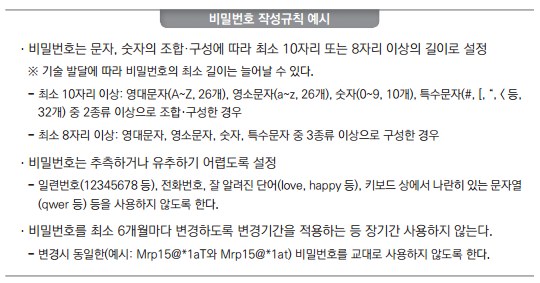 비밀번호 작성규칙 예시
· 비밀번호는 문자, 숫자의 조합·구성에 따라 최소 10자리 또는 8자리 이상의 길이로 설정
※ 기술 발달에 따라 비밀번호의 최소 길이는 늘어날 수 있다.
- 최소 10자리 이상: 영대문자(A~Z, 26개), 영소문자(a~z, 26개), 숫자(0~9, 10개), 특수문자(#, [, ", < 등,
32개) 중 2종류 이상으로 조합·구성한 경우
- 최소 8자리 이상: 영대문자, 영소문자, 숫자, 특수문자 중 3종류 이상으로 구성한 경우
· 비밀번호는 추측하거나 유추하기 어렵도록 설정
- 일련번호(12345678 등), 전화번호, 잘 알려진 단어(love, happy 등), 키보드 상에서 나란히 있는 문자열
(qwer 등) 등을 사용하지 않도록 한다.
· 비밀번호를 최소 6개월마다 변경하도록 변경기간을 적용하는 등 장기간 사용하지 않는다.
- 변경시 동일한(예시: Mrp15@*1aT와 Mrp15@*1at) 비밀번호를 교대로 사용하지 않도록 한다.